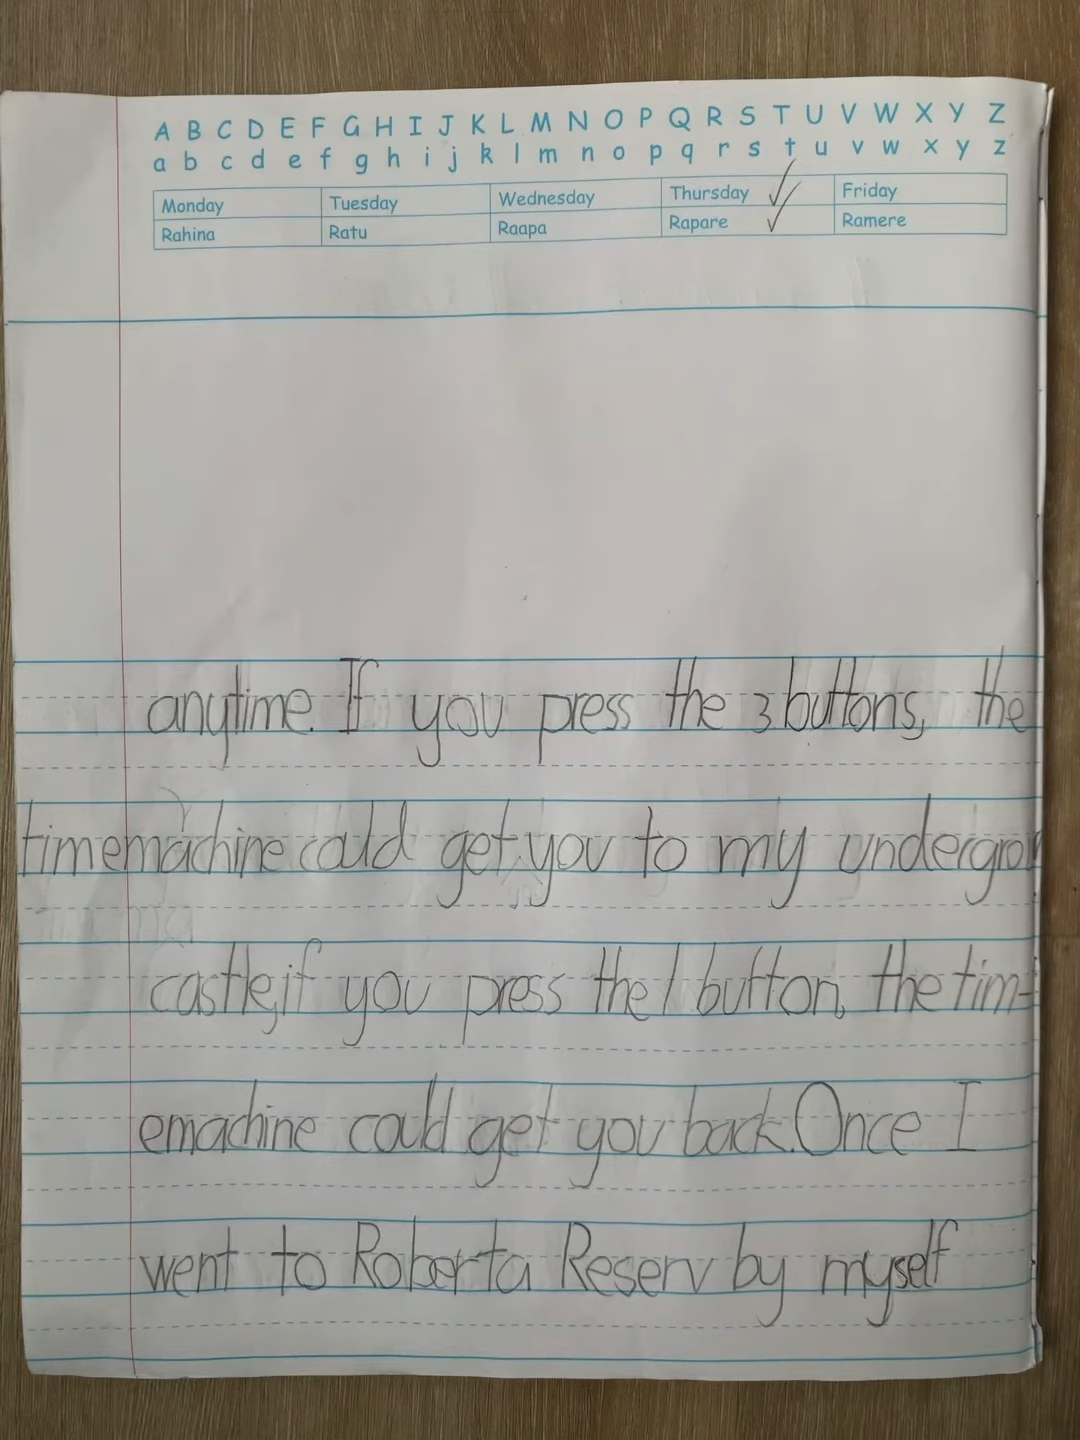 A B C D E F G H I J K L M N O P Q R S T U V W X Y Z
a b c d e f g h i j k l m n o p q r s t u v w x y z
Monday Tuesday Wednesday Thursday Friday
Rahina Ratu Raapa Rapare Ramere
anytime. If you press the 3 buttons, the
timemachine could get you to my undergrou
castle, if you press the 1 button, the tim-
emachine could get you back. Once I
went to Roberta Reserv by myself